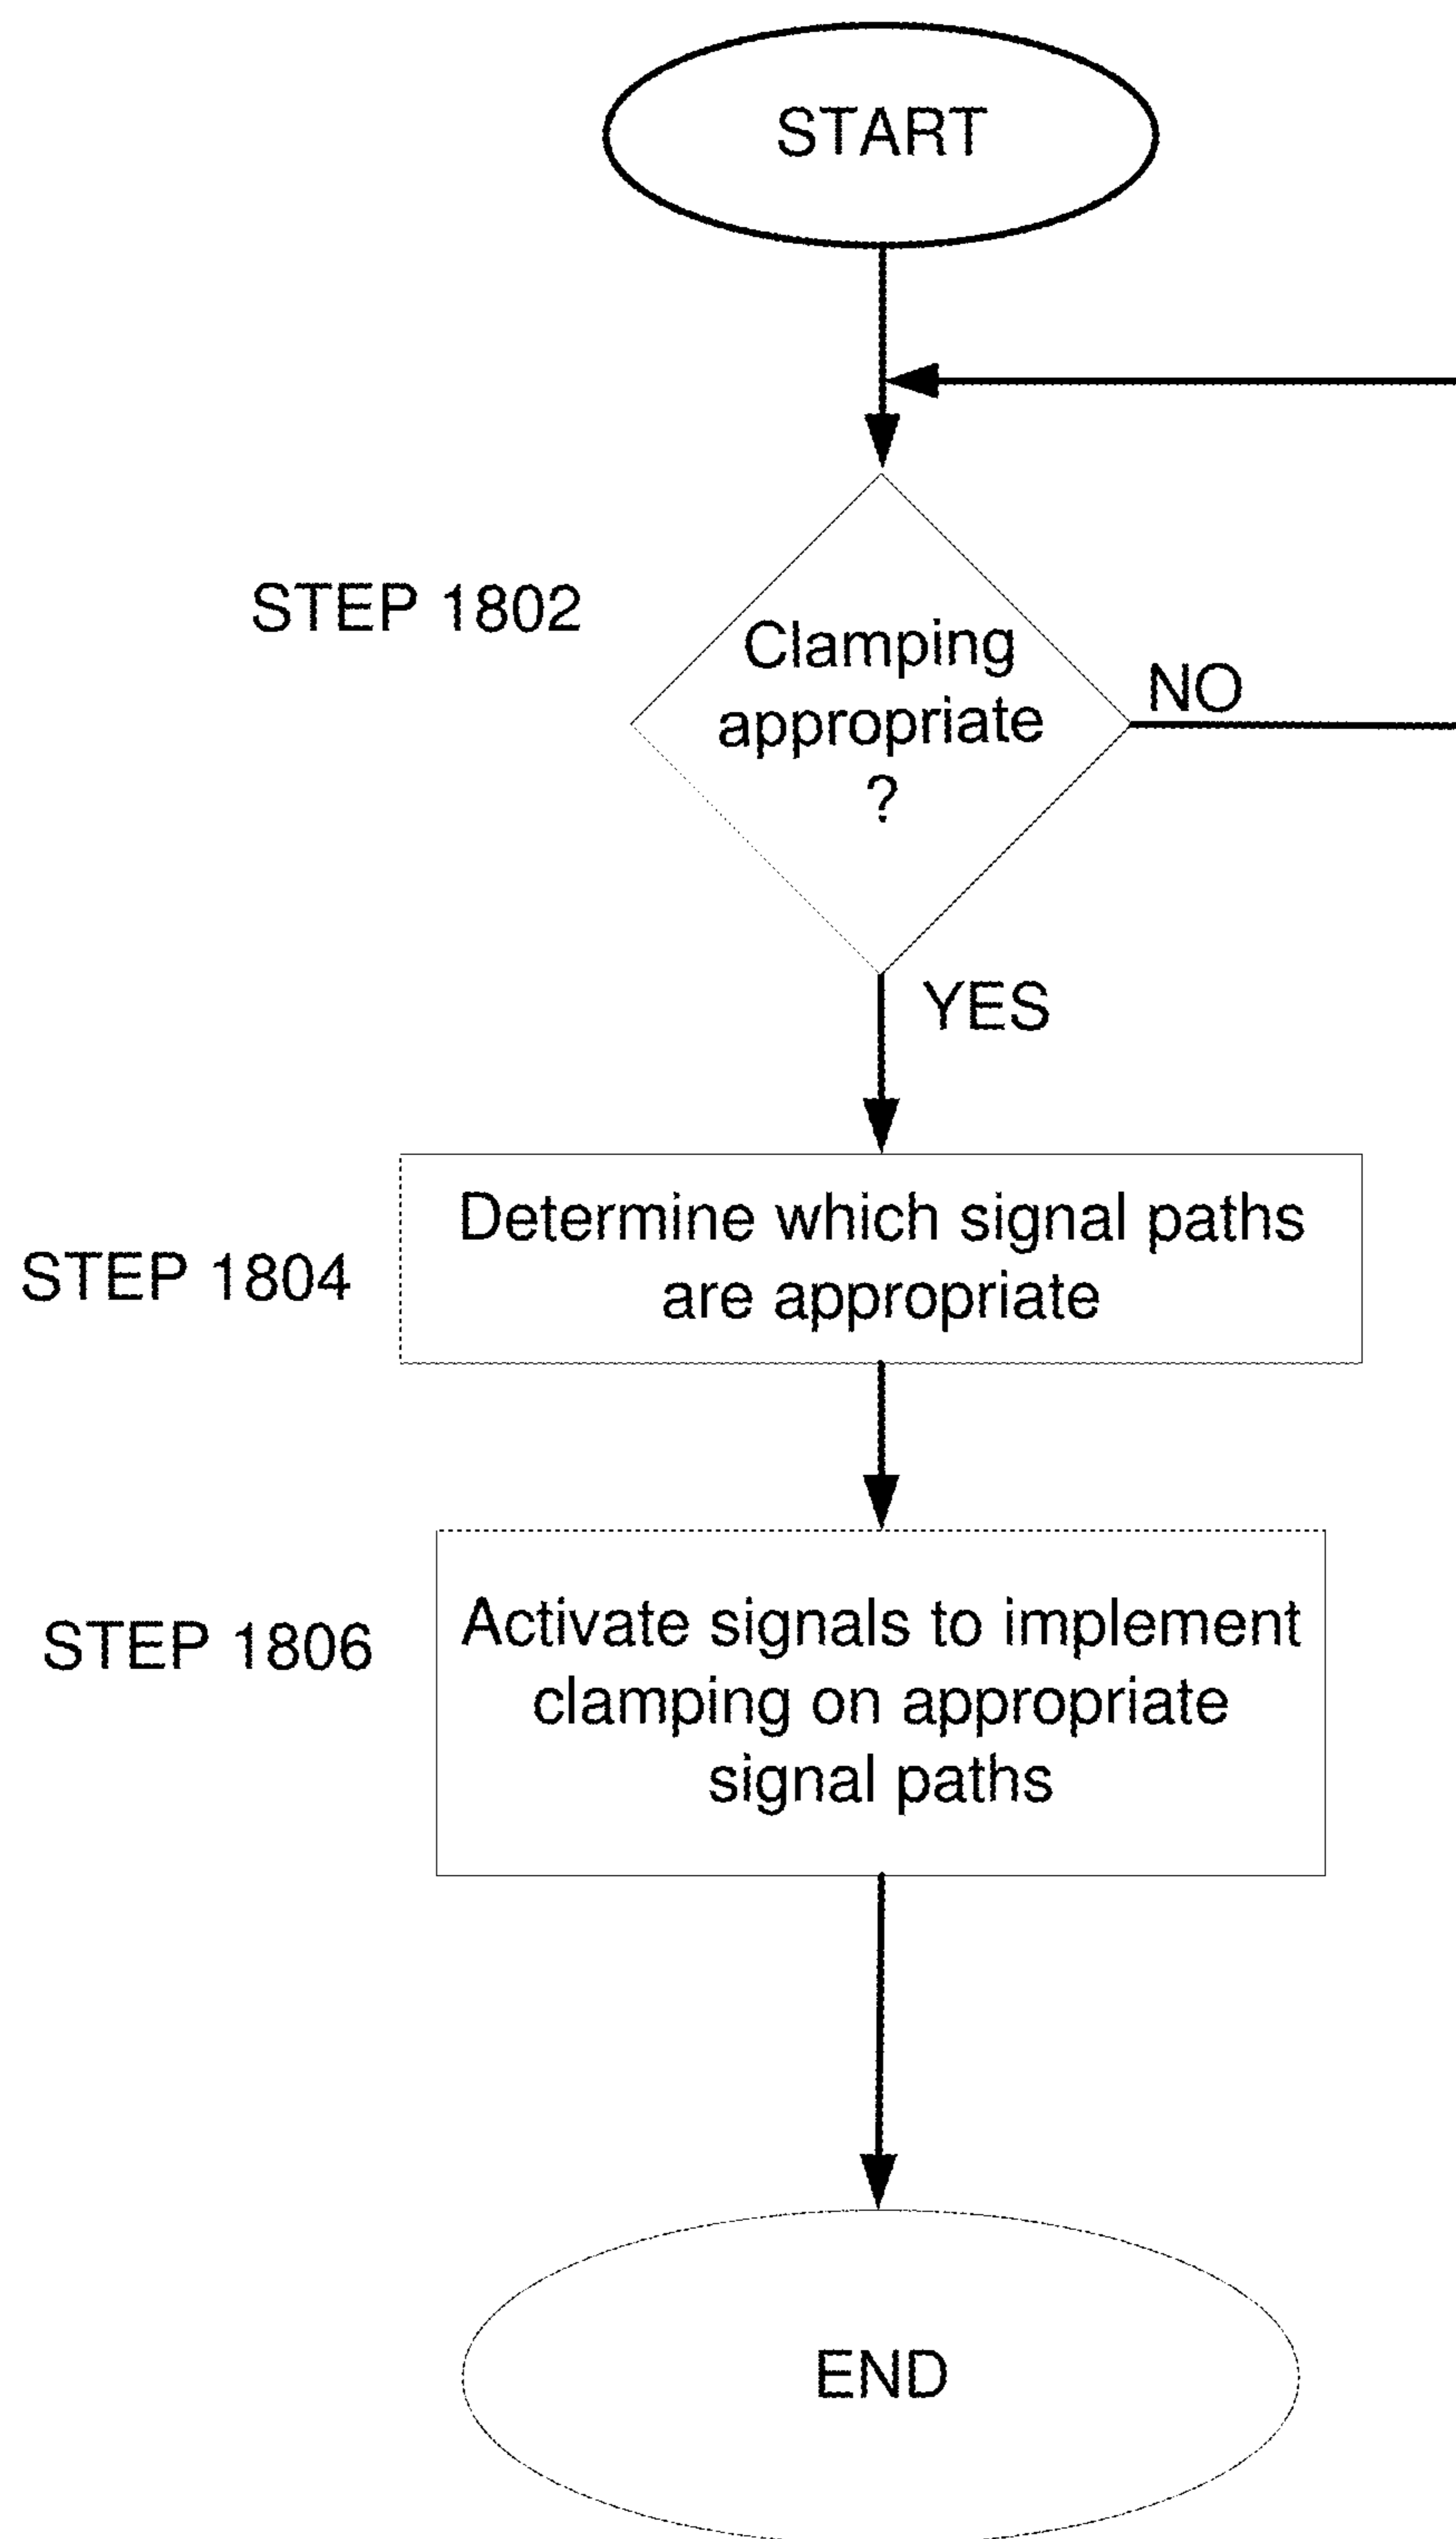 START
STEP 1802
Clamping
appropriate
?
NO
YES
STEP 1804
Determine which signal paths
are appropriate
STEP 1806
Activate signals to implement
clamping on appropriate
signal paths
END